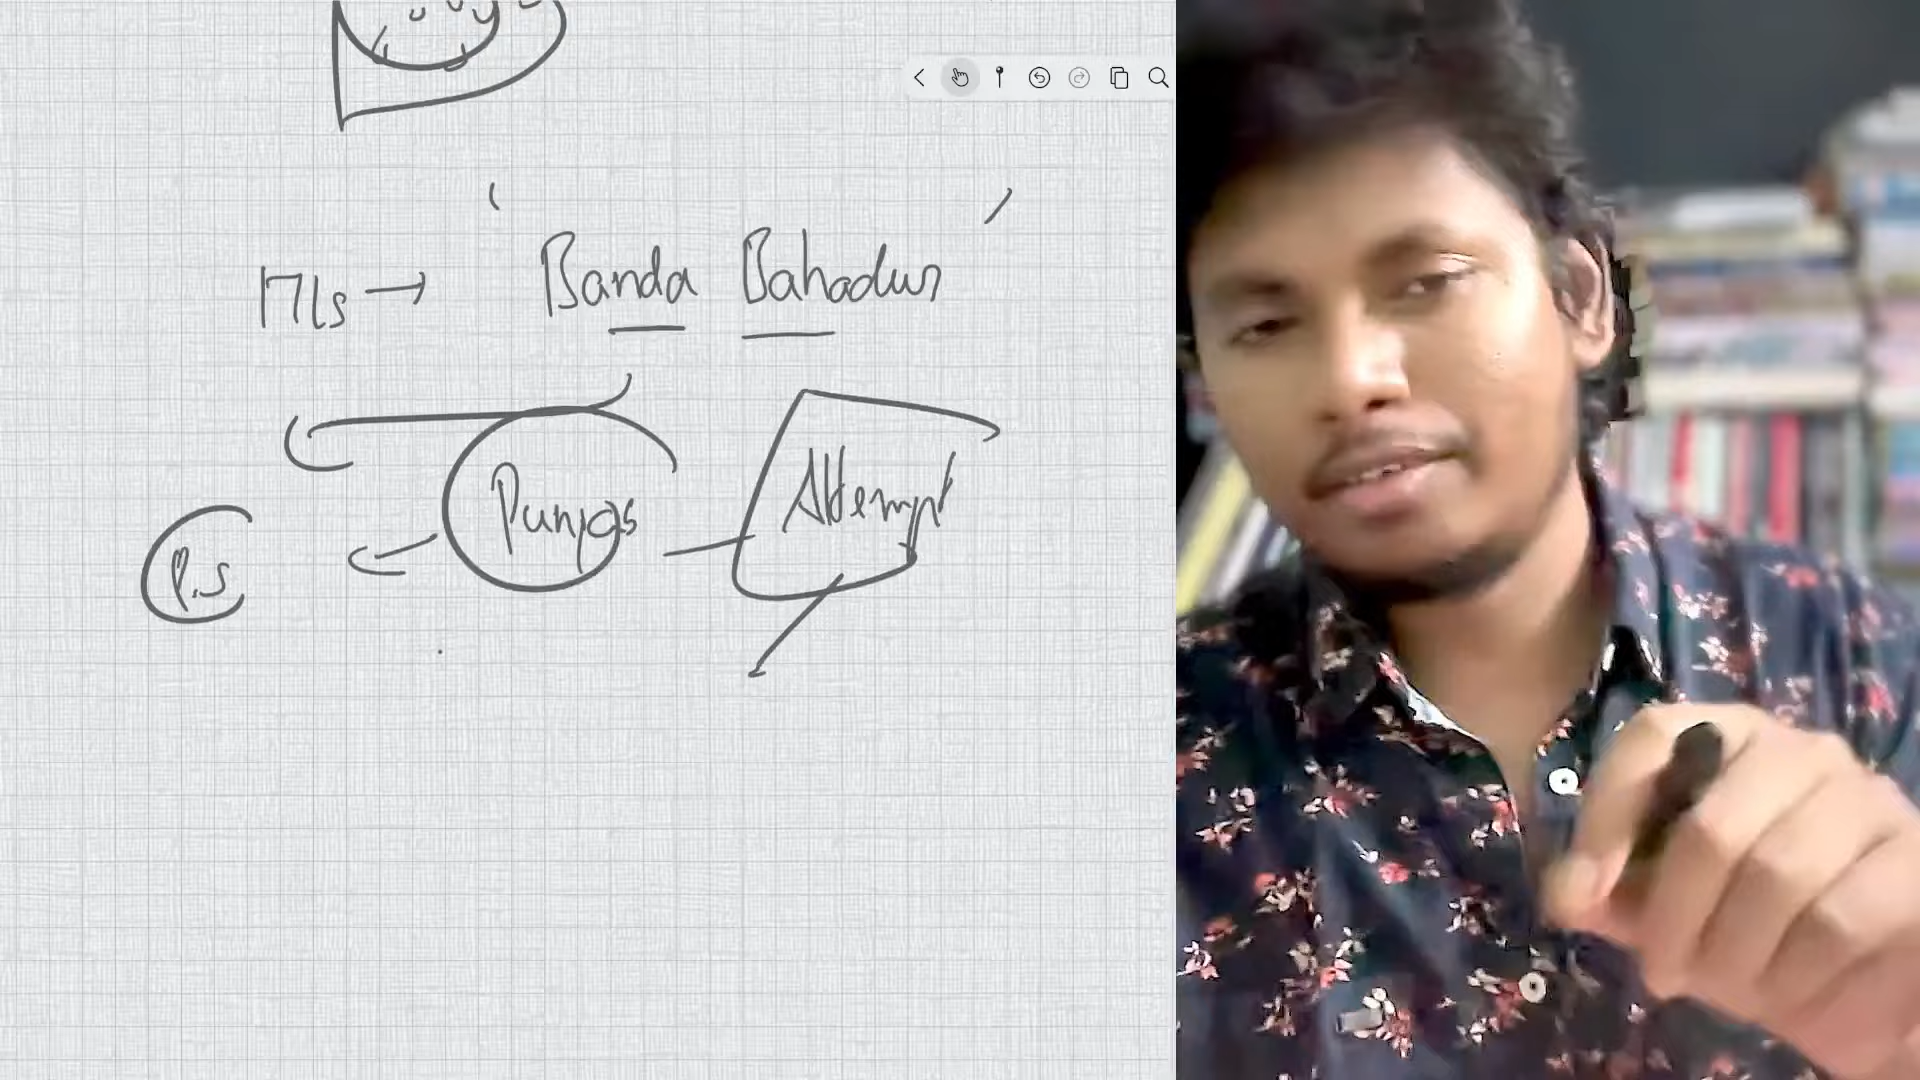 1715 → 'Banda Bahadur'
Punjab Attempt
P.S